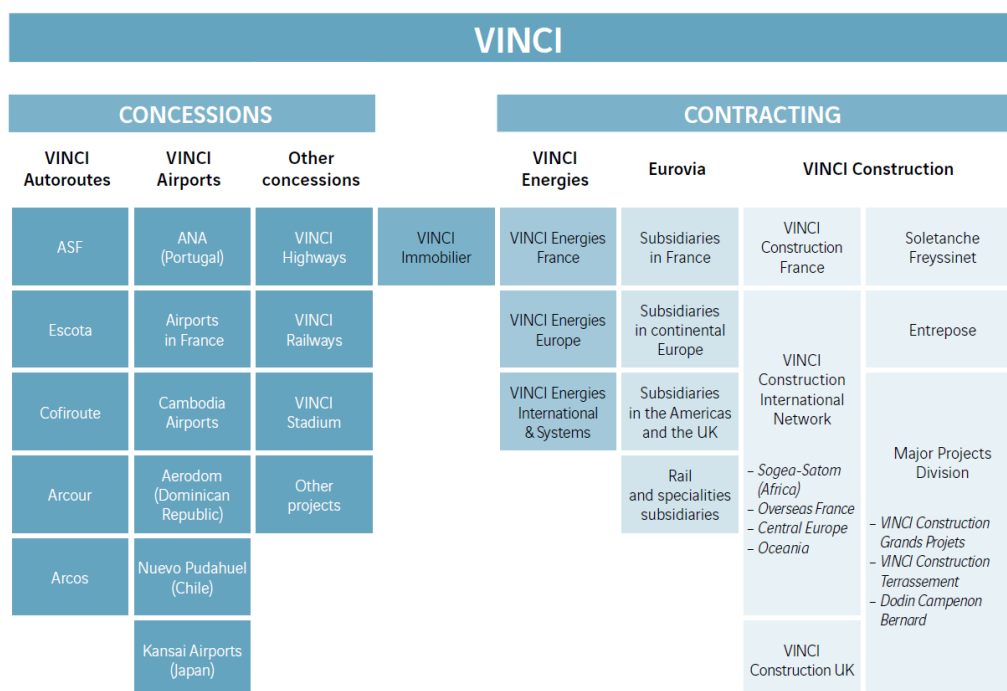 VINCI
CONCESSIONS
CONTRACTING
VINCI
Autoroutes
VINCI
Airports
Other
concessions
VINCI
Energies
Eurovia
VINCI Construction
ASF
ANA
(Portugal)
VINCI
Highways
VINCI
Immobilier
VINCI Energies
France
Subsidiaries
in France
VINCI
Construction
France
Soletanche
Freyssinet
Escota
Airports
in France
VINCI
Railways
VINCI Energies
Europe
Subsidiaries
in continental
Europe
VINCI
Construction
International
Network
– Sogea-Satom
(Africa)
– Overseas France
– Central Europe
– Oceania
Entrepose
Cofiroute
Cambodia
Airports
VINCI
Stadium
VINCI Energies
International
& Systems
Subsidiaries
in the Americas
and the UK
Major Projects
Division
– VINCI Construction
Grands Projets
– VINCI Construction
Terrassement
– Dodin Campenon
Bernard
Arcour
Aerodom
(Dominican
Republic)
Other
projects
Rail
and specialities
subsidiaries
Arcos
Nuevo Pudahuel
(Chile)
Kansai Airports
(Japan)
VINCI
Construction UK